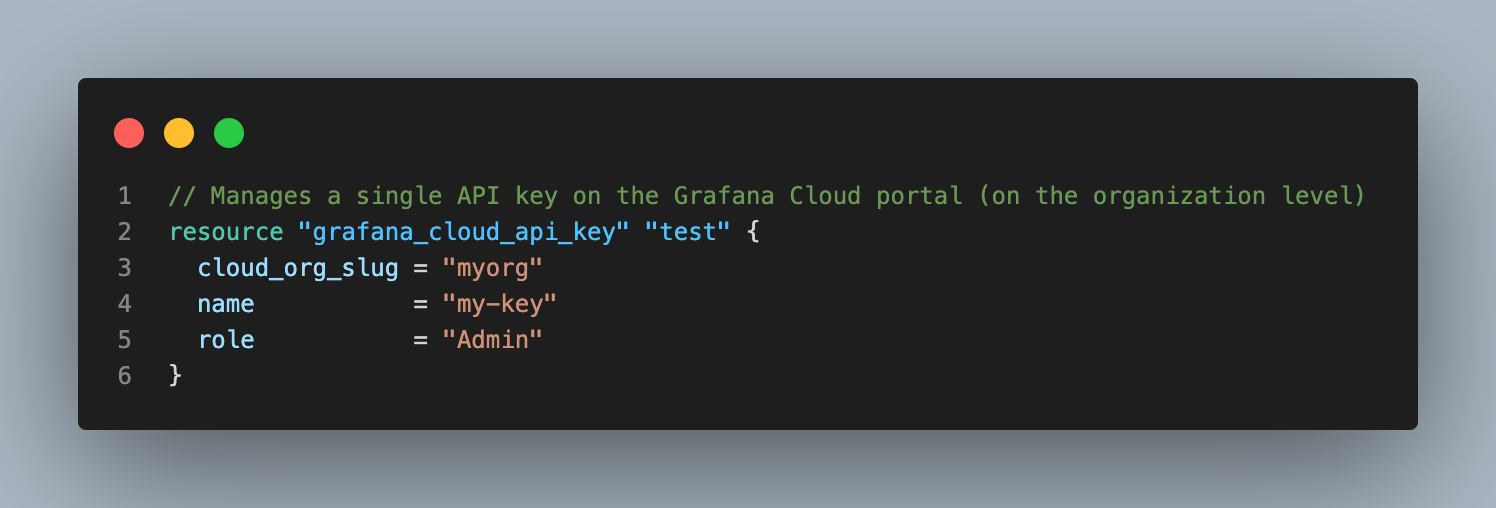 1 // Manages a single API key on the Grafana Cloud portal (on the organization level)
2 resource "grafana_cloud_api_key" "test" {
3   cloud_org_slug = "myorg"
4   name           = "my-key"
5   role           = "Admin"
6 }